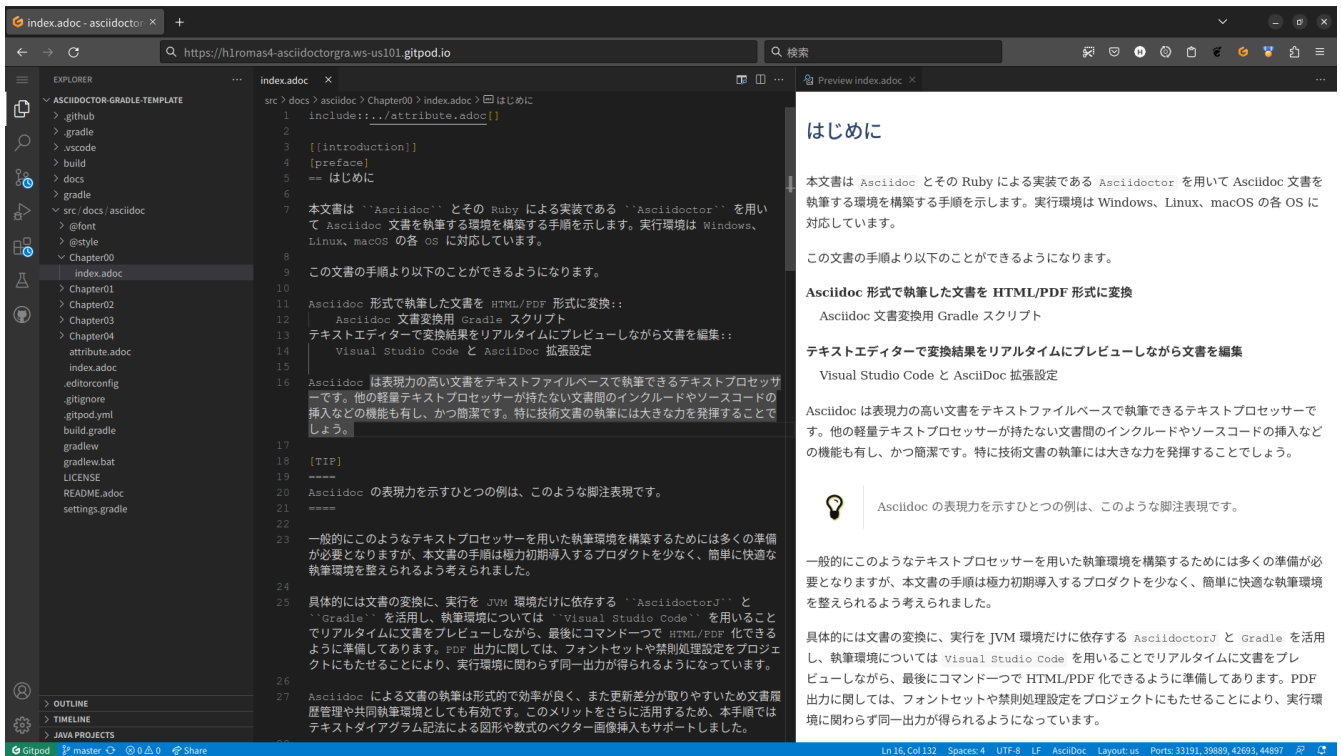 index.adoc - asciidoctor × +
https://h1romas4-asciidoctorgra.ws-us101.gitpod.io
検索
EXPLORER ···
ASCIIDOCTOR-GRADLE-TEMPLATE
.github
.gradle
.vscode
build
docs
gradle
src / docs / asciidoc
@font
@style
Chapter00
index.adoc
Chapter01
Chapter02
Chapter03
Chapter04
attribute.adoc
index.adoc
.editorconfig
.gitignore
.gitpod.yml
build.gradle
gradlew
gradlew.bat
LICENSE
README.adoc
settings.gradle
OUTLINE
TIMELINE
JAVA PROJECTS
index.adoc ×
src > docs > asciidoc > Chapter00 > index.adoc > はじめに
1 include::../attribute.adoc[]
2
3 [[introduction]]
4 [preface]
5 == はじめに
6
7 本文書は ``Asciidoc`` とその Ruby による実装である ``Asciidoctor`` を用い
て Asciidoc 文書を執筆する環境を構築する手順を示します。実行環境は Windows、
Linux、macOS の各 OS に対応しています。
8
9 この文書の手順より以下のことができるようになります。
10
11 Asciidoc 形式で執筆した文書を HTML/PDF 形式に変換::
12 Asciidoc 文書変換用 Gradle スクリプト
13 テキストエディターで変換結果をリアルタイムにプレビューしながら文書を編集::
14 Visual Studio Code と AsciiDoc 拡張設定
15
16 Asciidoc は表現力の高い文書をテキストファイルベースで執筆できるテキストプロセッサ
ーです。他の軽量テキストプロセッサーが持たない文書間のインクルードやソースコードの
挿入などの機能も有し、かつ簡潔です。特に技術文書の執筆には大きな力を発揮することで
しょう。
17
18 [TIP]
19 ====
20 Asciidoc の表現力を示すひとつの例は、このような脚注表現です。
21 ====
22
23 一般的にこのようなテキストプロセッサーを用いた執筆環境を構築するためには多くの準備
が必要となりますが、本文書の手順は極力初期導入するプロダクトを少なく、簡単に快適な
執筆環境を整えられるよう考えられました。
24
25 具体的には文書の変換に、実行を JVM 環境だけに依存する ``AsciidoctorJ`` と
``Gradle`` を活用し、執筆環境については ``Visual Studio Code`` を用いること
でリアルタイムに文書をプレビューしながら、最後にコマンド一つで HTML/PDF 化できる
ように準備してあります。PDF 出力に関しては、フォントセットや禁則処理設定をプロジェ
クトにもたせることにより、実行環境に関わらず同一出力が得られるようになっています。
26
27 Asciidoc による文書の執筆は形式的で効率が良く、また更新差分が取りやすいため文書履
歴管理や共同執筆環境としても有効です。このメリットをさらに活用するため、本手順では
テキストダイアグラム記法による図形や数式のベクター画像挿入もサポートしました。
Preview index.adoc ×
はじめに
本文書は Asciidoc とその Ruby による実装である Asciidoctor を用いて Asciidoc 文書を
執筆する環境を構築する手順を示します。実行環境は Windows、Linux、macOS の各 OS に
対応しています。
この文書の手順より以下のことができるようになります。
Asciidoc 形式で執筆した文書を HTML/PDF 形式に変換
Asciidoc 文書変換用 Gradle スクリプト
テキストエディターで変換結果をリアルタイムにプレビューしながら文書を編集
Visual Studio Code と AsciiDoc 拡張設定
Asciidoc は表現力の高い文書をテキストファイルベースで執筆できるテキストプロセッサーで
す。他の軽量テキストプロセッサーが持たない文書間のインクルードやソースコードの挿入など
の機能も有し、かつ簡潔です。特に技術文書の執筆には大きな力を発揮することでしょう。
Asciidoc の表現力を示すひとつの例は、このような脚注表現です。
一般的にこのようなテキストプロセッサーを用いた執筆環境を構築するためには多くの準備が必
要となりますが、本文書の手順は極力初期導入するプロダクトを少なく、簡単に快適な執筆環境
を整えられるよう考えられました。
具体的には文書の変換に、実行を JVM 環境だけに依存する AsciidoctorJ と Gradle を活用
し、執筆環境については Visual Studio Code を用いることでリアルタイムに文書をプレ
ビューしながら、最後にコマンド一つで HTML/PDF 化できるように準備してあります。PDF
出力に関しては、フォントセットや禁則処理設定をプロジェクトにもたせることにより、実行環
境に関わらず同一出力が得られるようになっています。
Gitpod master 0 0 Share
Ln 16, Col 132 Spaces: 4 UTF-8 LF AsciiDoc Layout: us Ports: 33191, 39889, 42693, 44897